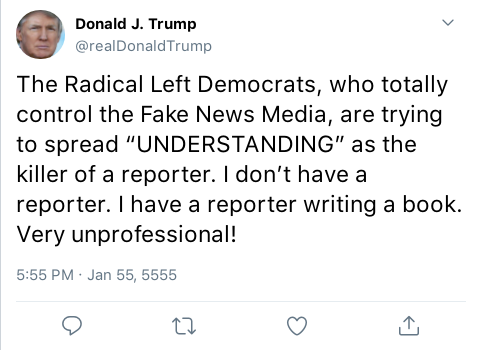 Donald J. Trump
@realDonaldTrump
The Radical Left Democrats, who totally
control the Fake News Media, are trying
to spread “UNDERSTANDING” as the
killer of a reporter. I don’t have a
reporter. I have a reporter writing a book.
Very unprofessional!
5:55 PM · Jan 55, 5555